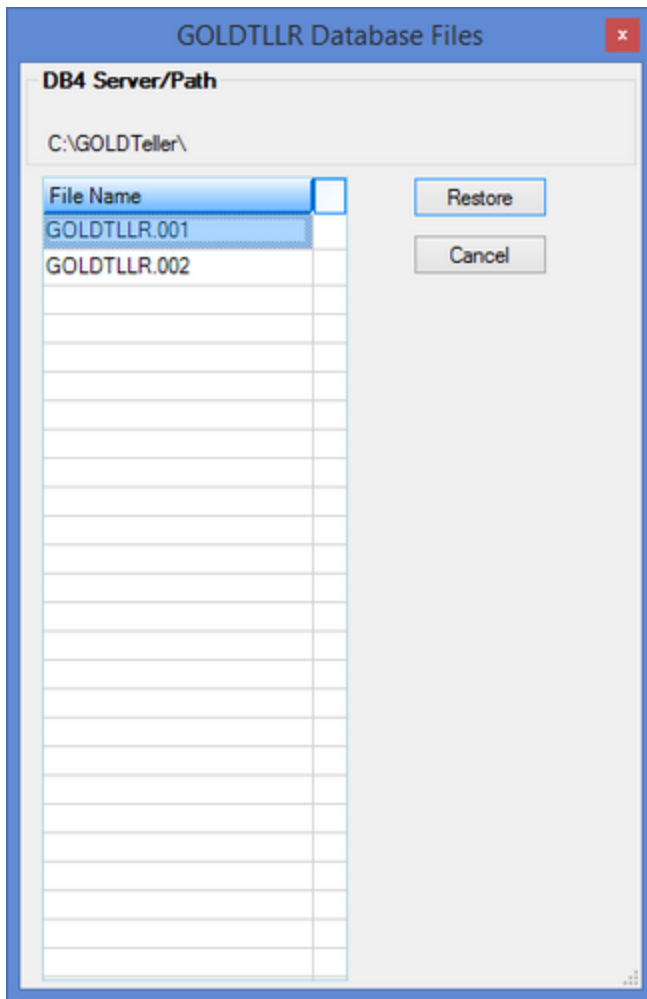 GOLDTLLR Database Files
x
DB4 Server/Path
C:\GOLDTeller\
File Name
GOLDTLLR.001
GOLDTLLR.002
Restore
Cancel